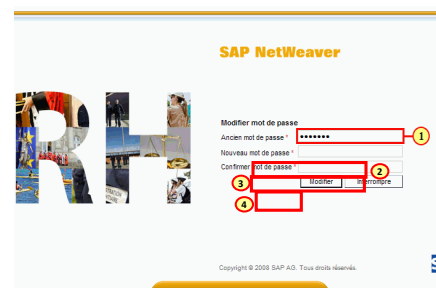 SAP NetWeaver
RH
Modifier mot de passe
Ancien mot de passe * ••••••• 1
Nouveau mot de passe *
Confirmer mot de passe * 2
3 Modifier Interrompre
4
Copyright © 2008 SAP AG. Tous droits réservés.